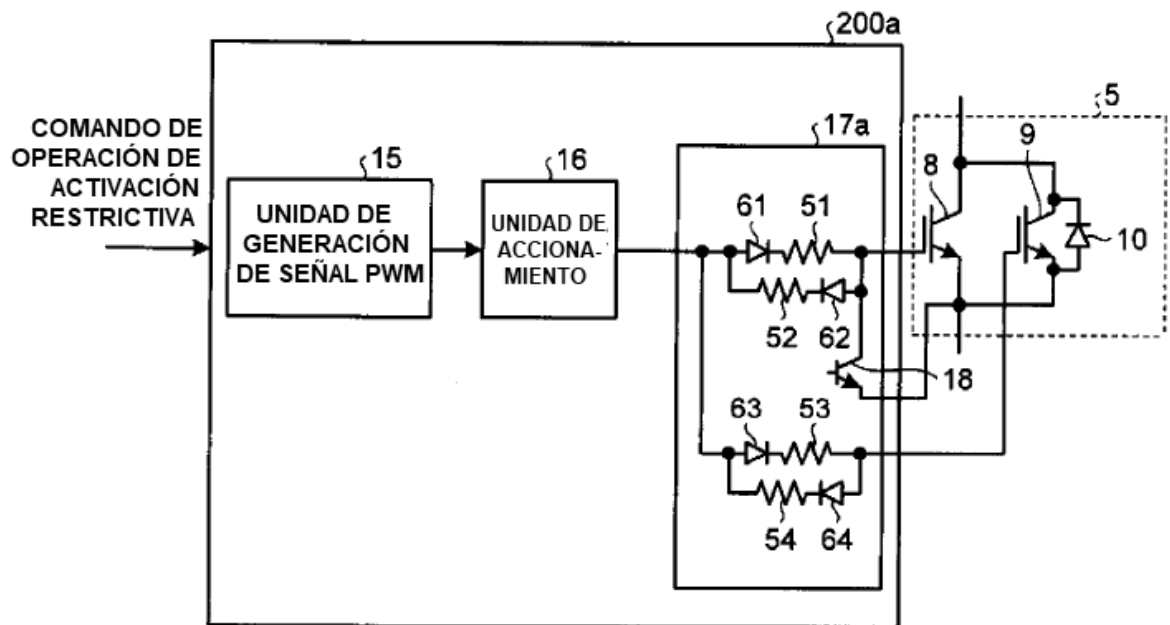 200a
5
COMANDO DE
OPERACIÓN DE
ACTIVACIÓN
RESTRICTIVA
15
UNIDAD DE
GENERACIÓN
DE SEÑAL PWM
16
UNIDAD DE
ACCIONA-
MIENTO
17a
61
51
52
62
18
63
53
54
64
8
9
10